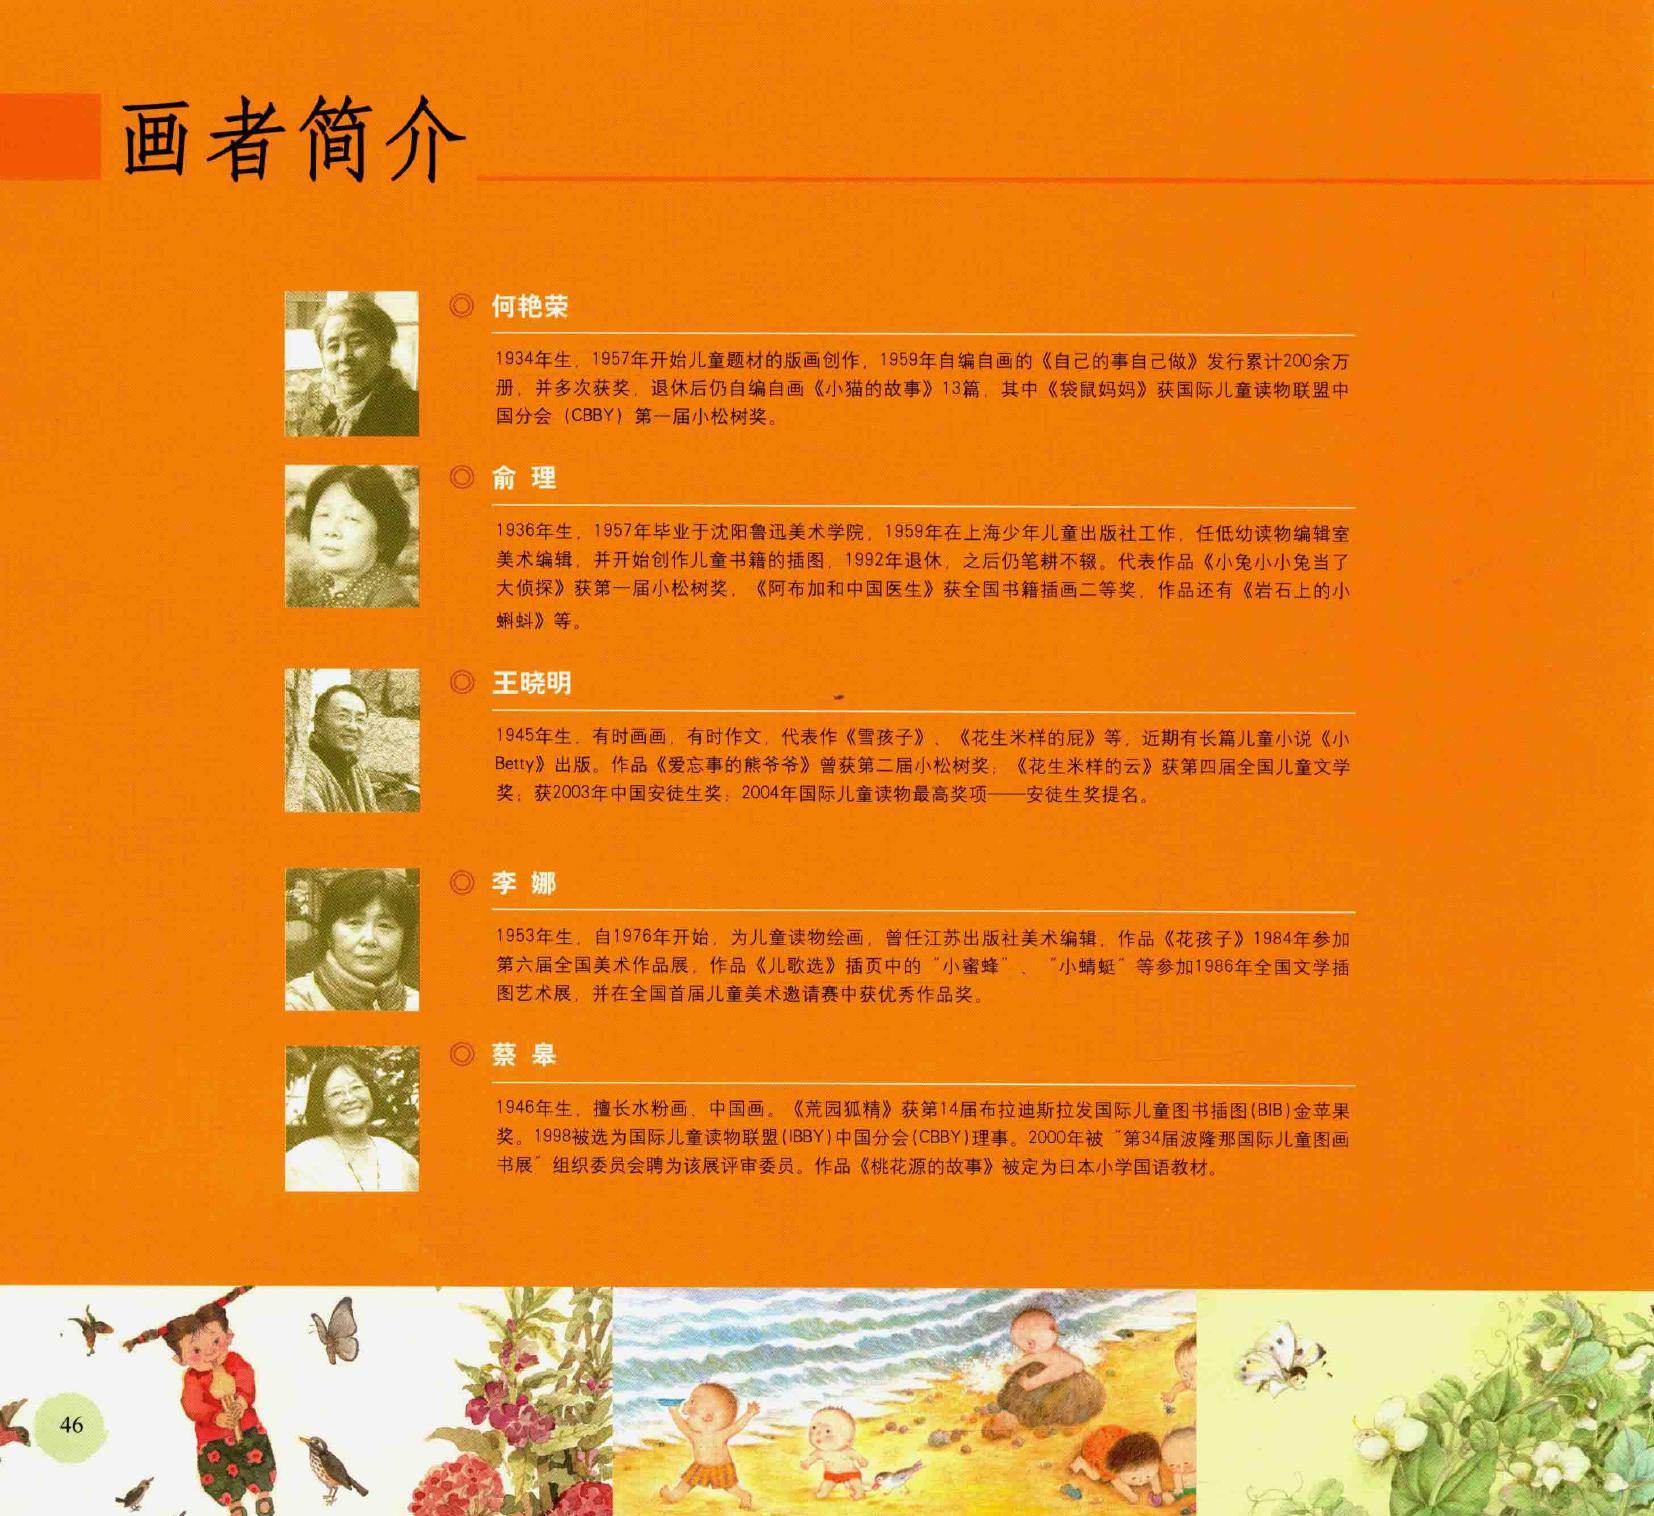 画者简介
何艳荣
1934年生，1957年开始儿童题材的版画创作，1959年自编自画的《自己的事自己做》发行累计200余万
册，并多次获奖，退休后仍自编自画《小猫的故事》13篇，其中《袋鼠妈妈》获国际儿童读物联盟中
国分会（CBBY）第一届小松树奖。
俞 理
1936年生，1957年毕业于沈阳鲁迅美术学院，1959年在上海少年儿童出版社工作，任低幼读物编辑室
美术编辑，并开始创作儿童书籍的插图，1992年退休，之后仍笔耕不辍。代表作品《小兔小小兔当了
大侦探》获第一届小松树奖，《阿布加和中国医生》获全国书籍插画二等奖，作品还有《岩石上的小
蝌蚪》等。
王晓明
1945年生，有时画画，有时作文，代表作《雪孩子》、《花生米样的屁》等，近期有长篇儿童小说《小
Betty》出版。作品《爱忘事的熊爷爷》曾获第二届小松树奖；《花生米样的云》获第四届全国儿童文学
奖；获2003年中国安徒生奖；2004年国际儿童读物最高奖项——安徒生奖提名。
李 娜
1953年生，自1976年开始，为儿童读物绘画，曾任江苏出版社美术编辑，作品《花孩子》1984年参加
第六届全国美术作品展，作品《儿歌选》插页中的“小蜜蜂”、“小蜻蜓”等参加1986年全国文学插
图艺术展，并在全国首届儿童美术邀请赛中获优秀作品奖。
蔡 皋
1946年生，擅长水粉画、中国画。《荒园狐精》获第14届布拉迪斯拉发国际儿童图书插图(BIB)金苹果
奖。1998被选为国际儿童读物联盟(IBBY)中国分会(CBBY)理事。2000年被“第34届波隆那国际儿童图画
书展”组织委员会聘为该展评审委员。作品《桃花源的故事》被定为日本小学国语教材。
46